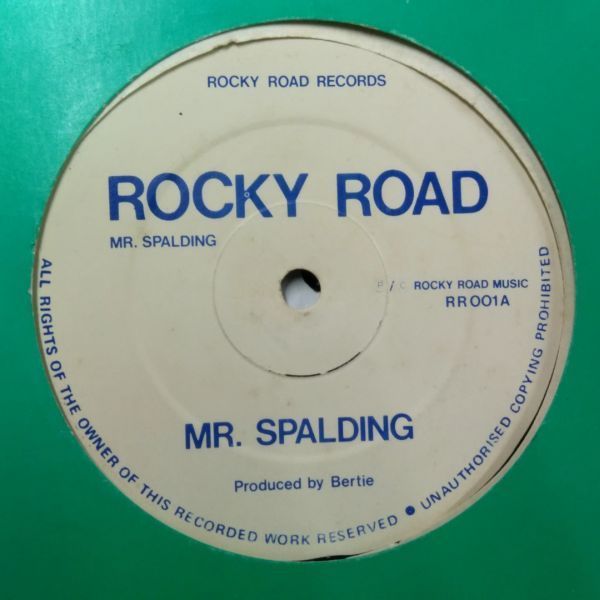 ROCKY ROAD RECORDS
ROCKY ROAD
MR. SPALDING
P / C ROCKY ROAD MUSIC
RR001A
MR. SPALDING
Produced by Bertie
ALL RIGHTS OF THE OWNER OF THIS RECORDED WORK RESERVED ● UNAUTHORISED COPYING PROHIBITED